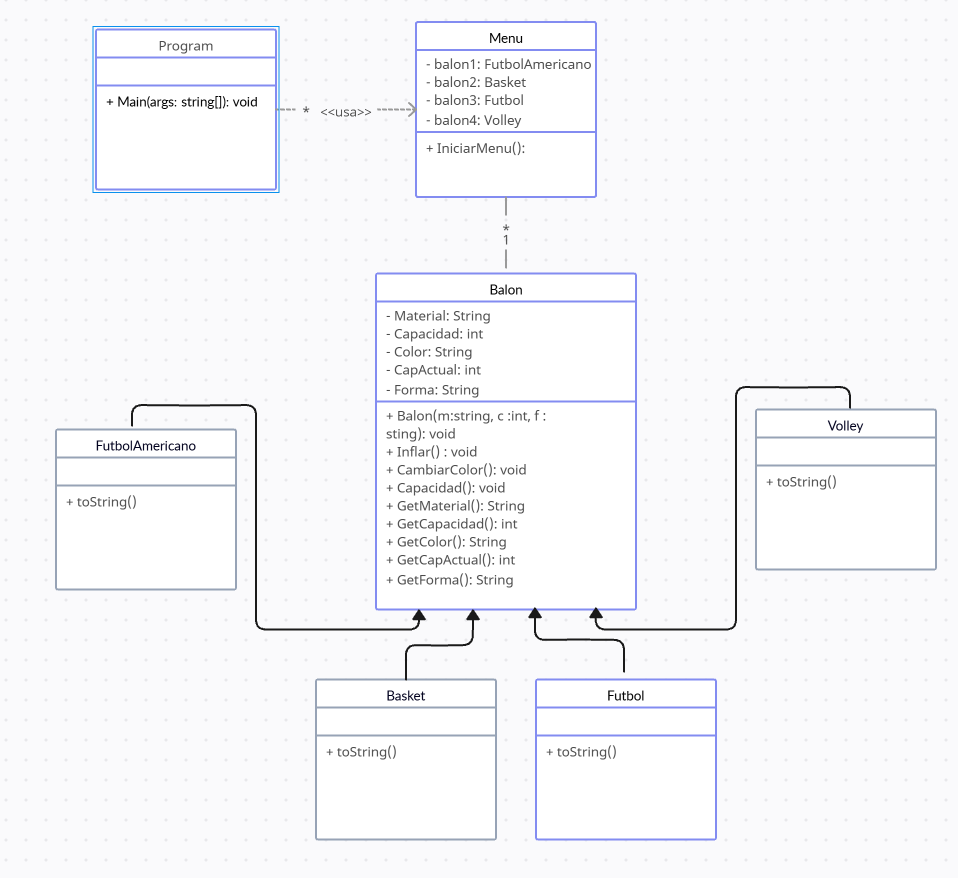 Program
+ Main(args: string[]): void
* <<usa>>
Menu
- balon1: FutbolAmericano
- balon2: Basket
- balon3: Futbol
- balon4: Volley
+ IniciarMenu():
*
1
Balon
- Material: String
- Capacidad: int
- Color: String
- CapActual: int
- Forma: String
+ Balon(m:string, c :int, f :
sting): void
+ Inflar() : void
+ CambiarColor(): void
+ Capacidad(): void
+ GetMaterial(): String
+ GetCapacidad(): int
+ GetColor(): String
+ GetCapActual(): int
+ GetForma(): String
FutbolAmericano
+ toString()
Volley
+ toString()
Basket
+ toString()
Futbol
+ toString()